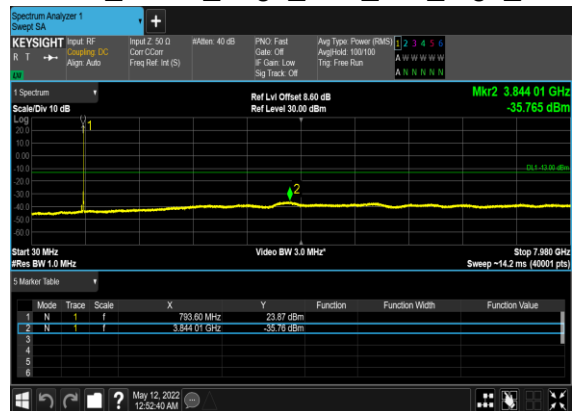 Spectrum Analyzer 1
Swept SA
+
KEYSIGHT Input: RF Input Z: 50 Ω #Atten: 40 dB PNO: Fast Avg Type: Power (RMS) 1 2 3 4 5 6
R T Coupling: DC Corr CCorr Gate: Off Avg|Hold: 100/100 A W W W W W
Align: Auto Freq Ref: Int (S) IF Gain: Low Trig: Free Run
Sig Track: Off A N N N N N
LW
1 Spectrum Ref Lvl Offset 8.60 dB Mkr2 3.844 01 GHz
Scale/Div 10 dB Ref Level 30.00 dBm -35.765 dBm
Log
20.0
10.0
0.00
-10.0
-20.0
-30.0
-40.0
-50.0
-60.0
1
DL1 -13.00 dBm
2
Start 30 MHz Video BW 3.0 MHz* Stop 7.980 GHz
#Res BW 1.0 MHz Sweep ~14.2 ms (40001 pts)
5 Marker Table
Mode Trace Scale X Y Function Function Width Function Value
1 N 1 f 793.60 MHz 23.87 dBm
2 N 1 f 3.844 01 GHz -35.76 dBm
3
4
5
6
? May 12, 2022
12:52:40 AM